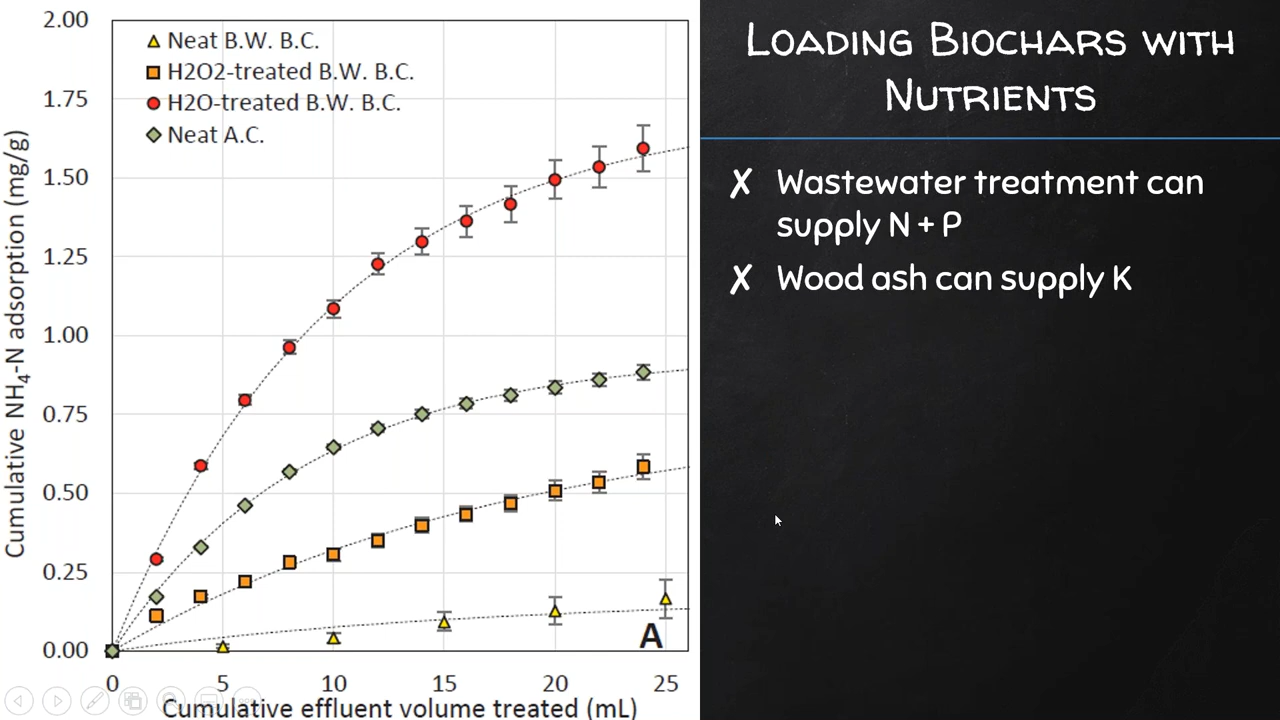 2.00
1.75
1.50
1.25
1.00
0.75
0.50
0.25
0.00
Cumulative NH4-N adsorption (mg/g)
Neat B.W. B.C.
H2O2-treated B.W. B.C.
H2O-treated B.W. B.C.
Neat A.C.
A
0 5 10 15 20 25
Cumulative effluent volume treated (mL)
Loading Biochars with
Nutrients
✗ Wastewater treatment can
supply N + P
✗ Wood ash can supply K